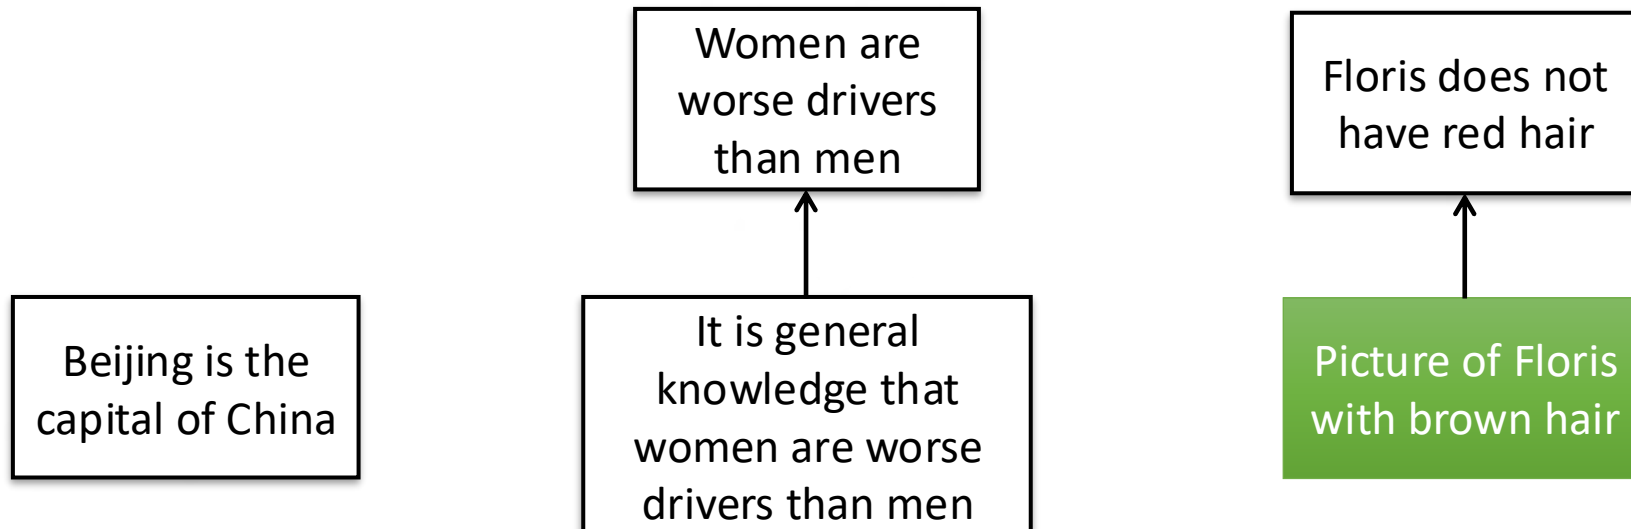 Women are
worse drivers
than men
Floris does not
have red hair
Beijing is the
capital of China
It is general
knowledge that
women are worse
drivers than men
Picture of Floris
with brown hair